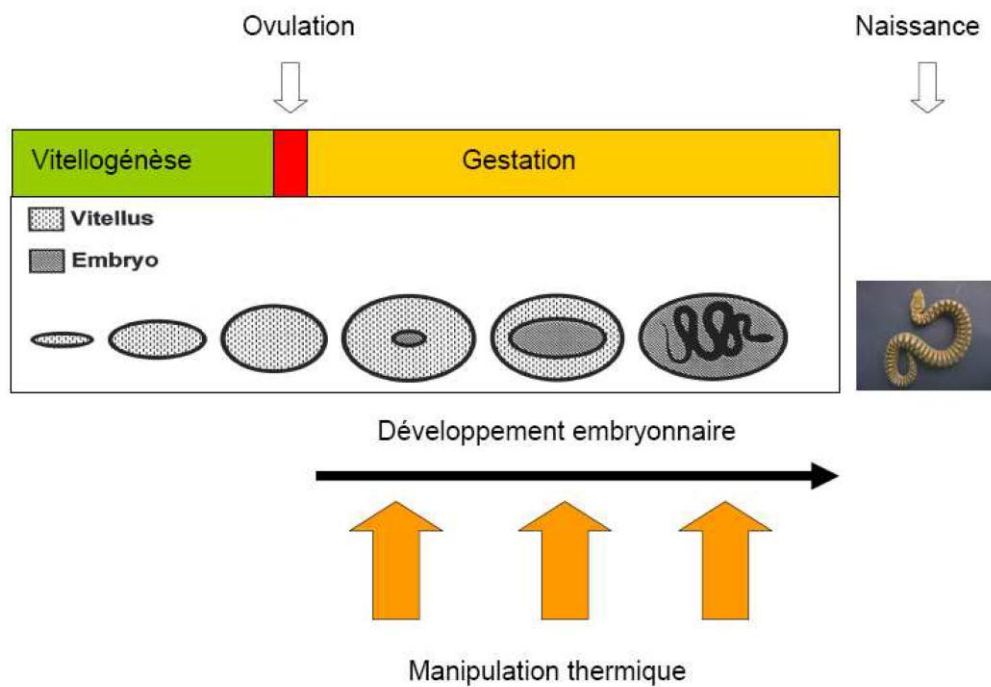 Ovulation
Naissance
Vitellogénèse
Gestation
Vitellus
Embryo
Développement embryonnaire
Manipulation thermique